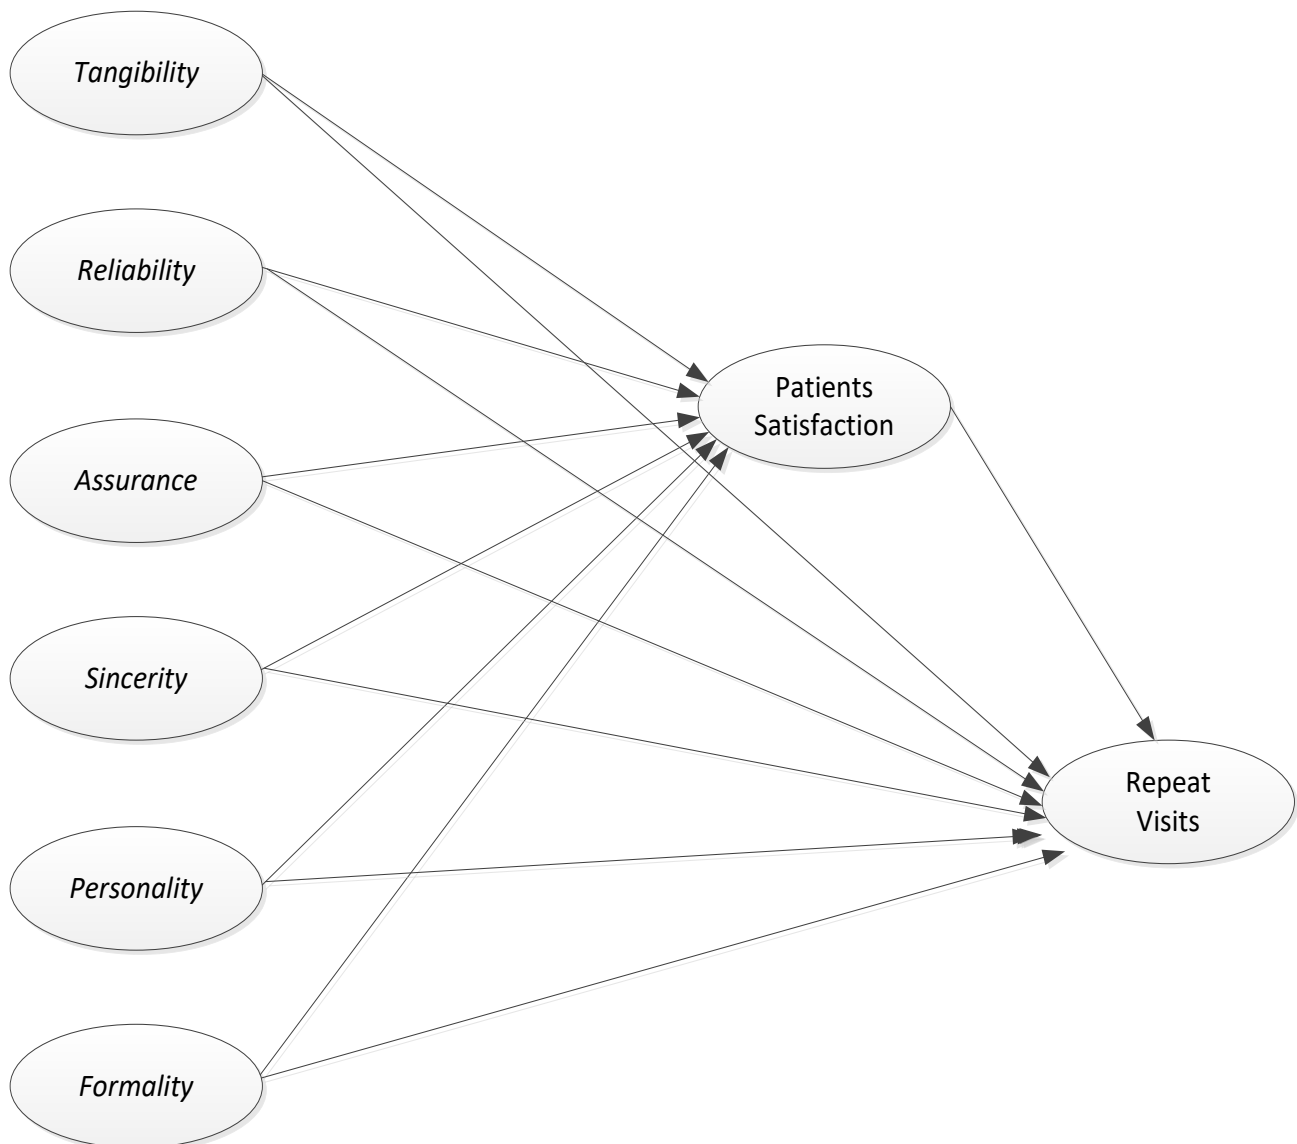 Tangibility
Reliability
Patients
Satisfaction
Assurance
Sincerity
Repeat
Visits
Personality
Formality